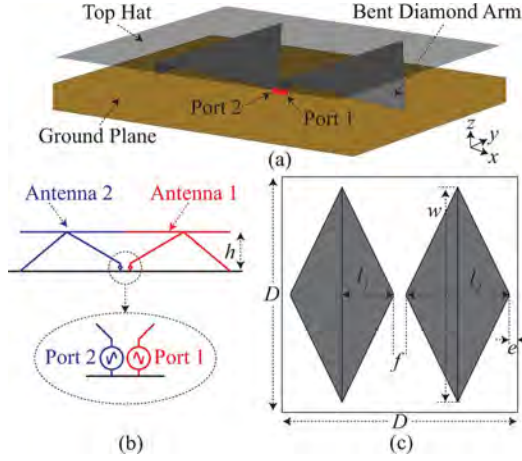 Top Hat
Bent Diamond Arm
Port 2
Port 1
Ground Plane
z
y
x
(a)
Antenna 2
Antenna 1
h
Port 2
Port 1
(b)
D
w
l
l
f
e
D
(c)